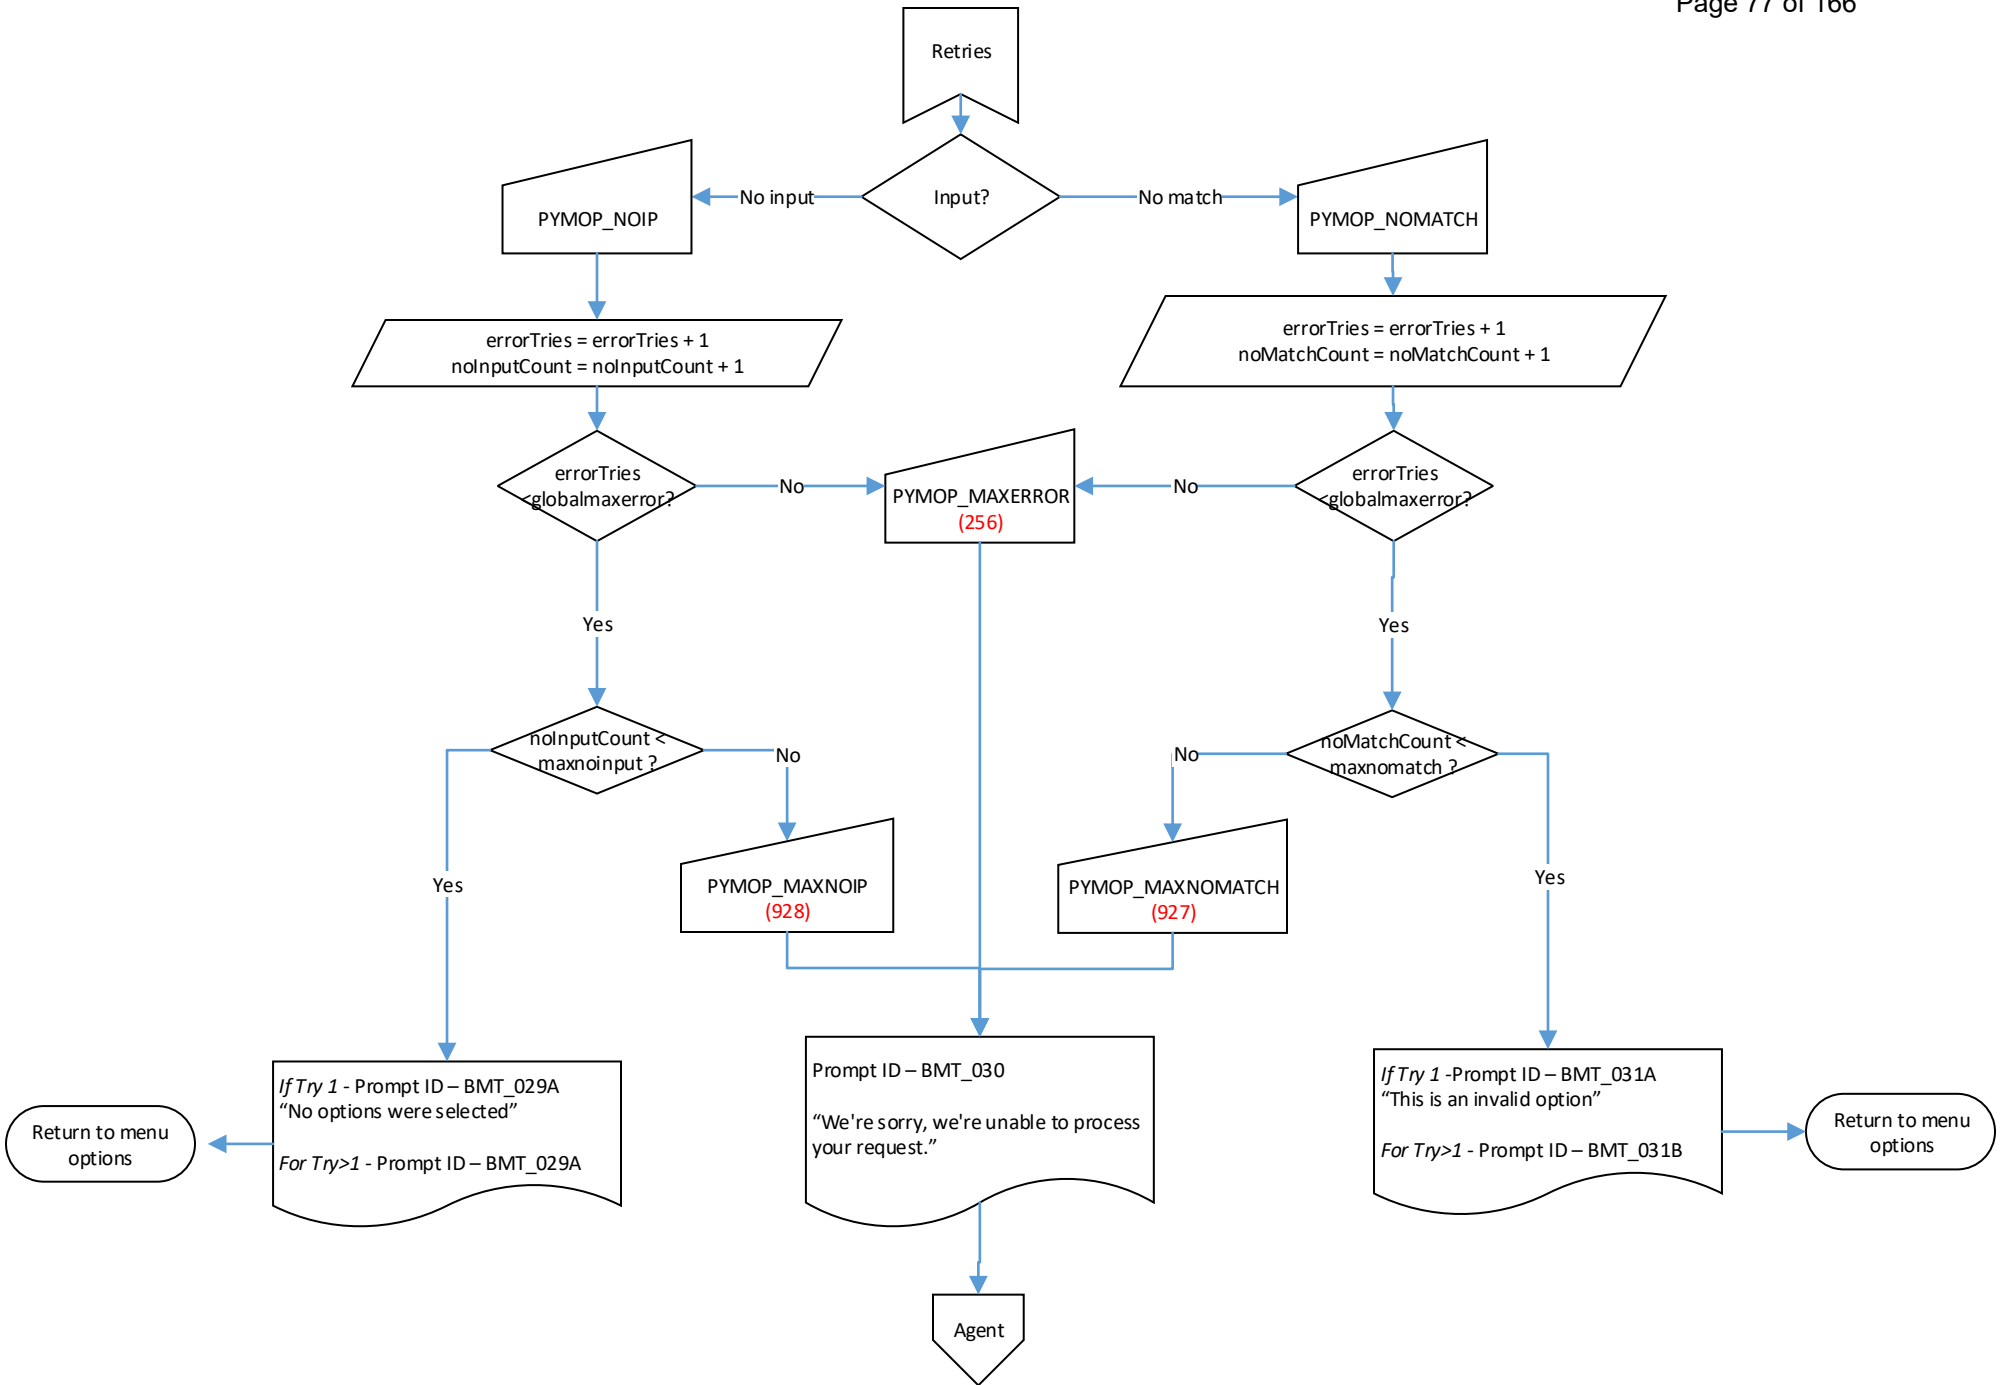 Page 77 of 166
Retries
Input?
No input
No match
PYMOP_NOIP
PYMOP_NOMATCH
errorTries = errorTries + 1
noInputCount = noInputCount + 1
errorTries = errorTries + 1
noMatchCount = noMatchCount + 1
errorTries
<globalmaxerror?
No
PYMOP_MAXERROR
(256)
No
errorTries
<globalmaxerror?
Yes
Yes
noInputCount <
maxnoinput ?
No
No
noMatchCount <
maxnomatch ?
Yes
PYMOP_MAXNOIP
(928)
PYMOP_MAXNOMATCH
(927)
Yes
Return to menu
options
If Try 1 - Prompt ID – BMT_029A
“No options were selected”
For Try>1 - Prompt ID – BMT_029A
Prompt ID – BMT_030
“We're sorry, we're unable to process
your request.”
If Try 1 -Prompt ID – BMT_031A
“This is an invalid option”
For Try>1 - Prompt ID – BMT_031B
Return to menu
options
Agent